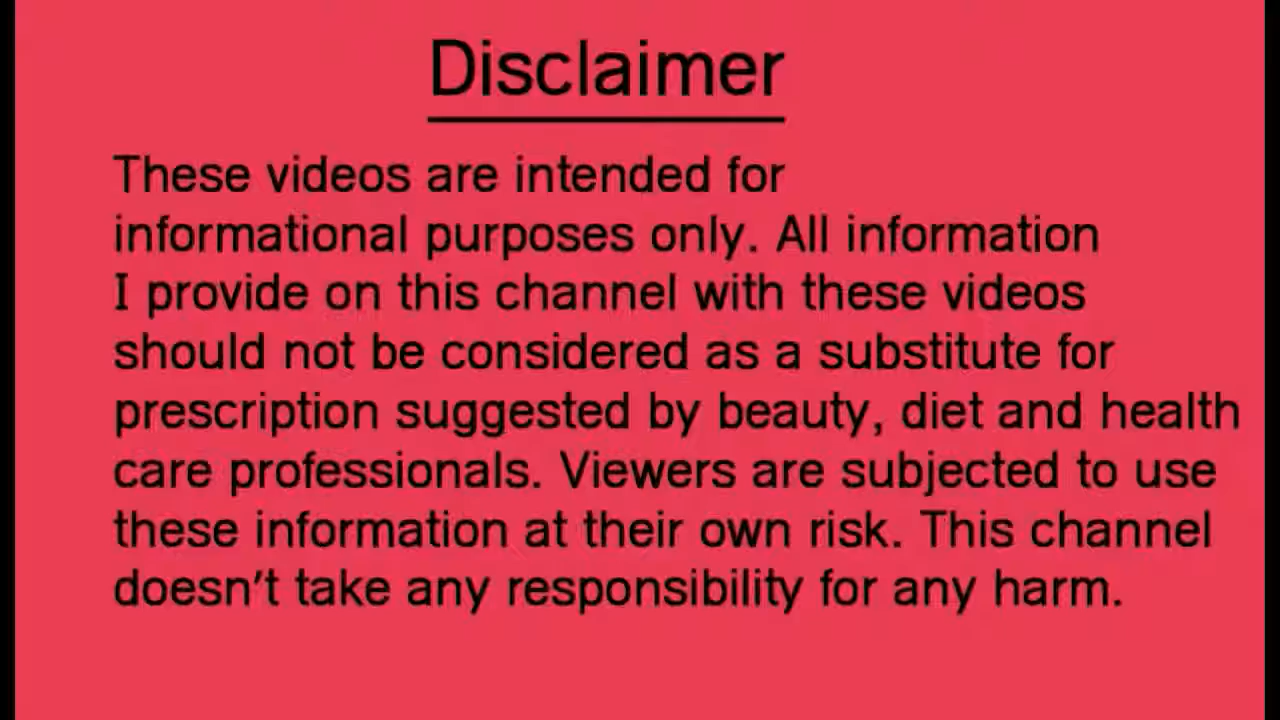 Disclaimer
These videos are intended for
informational purposes only. All information
I provide on this channel with these videos
should not be considered as a substitute for
prescription suggested by beauty, diet and health
care professionals. Viewers are subjected to use
these information at their own risk. This channel
doesn't take any responsibility for any harm.